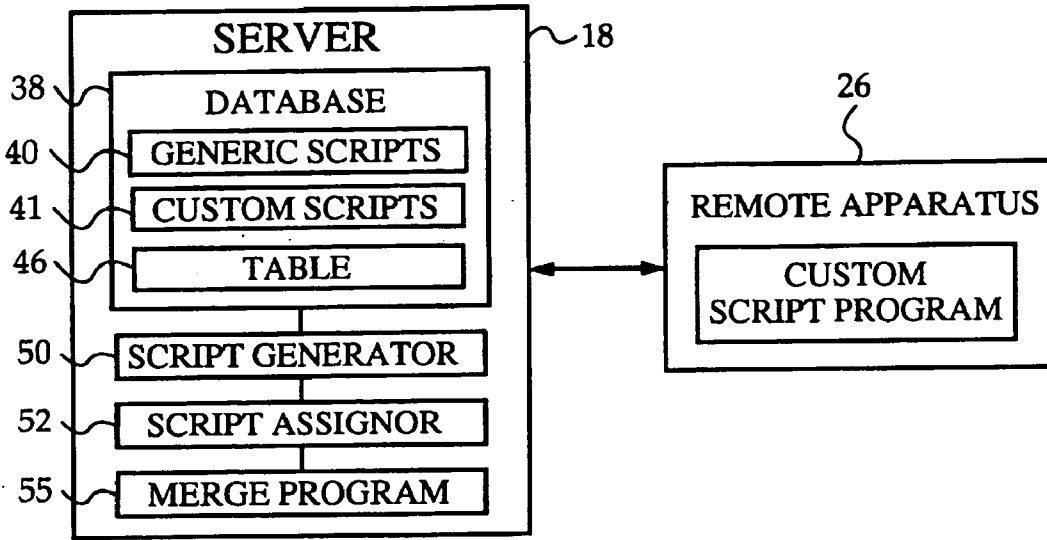 SERVER
18
38
DATABASE
40
GENERIC SCRIPTS
41
CUSTOM SCRIPTS
46
TABLE
50
SCRIPT GENERATOR
52
SCRIPT ASSIGNOR
55
MERGE PROGRAM
26
REMOTE APPARATUS
CUSTOM
SCRIPT PROGRAM